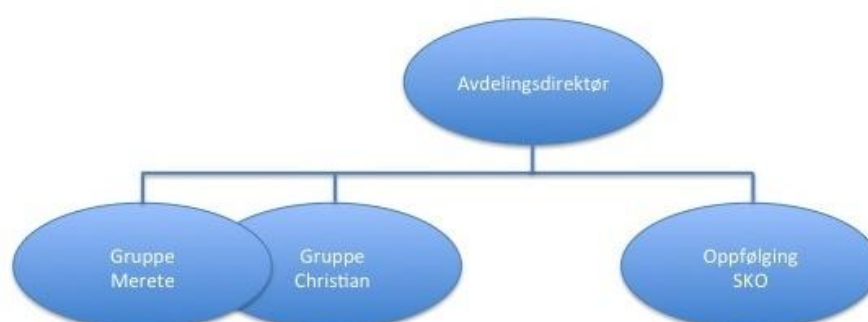 Avdelingsdirektør
Gruppe
Merete
Gruppe
Christian
Oppfølging
SKO